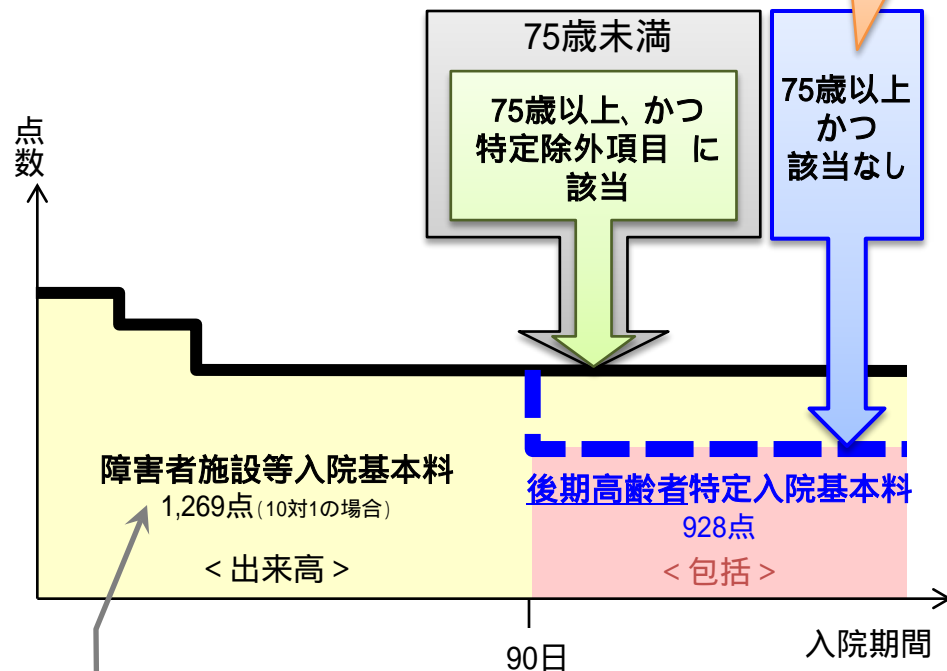 75歳未満
75歳以上、かつ
特定除外項目 に
該当
75歳以上
かつ
該当なし
点
数
障害者施設等入院基本料
1,269点(10対1の場合)
<出来高>
後期高齢者特定入院基本料
928点
<包括>
90日
入院期間